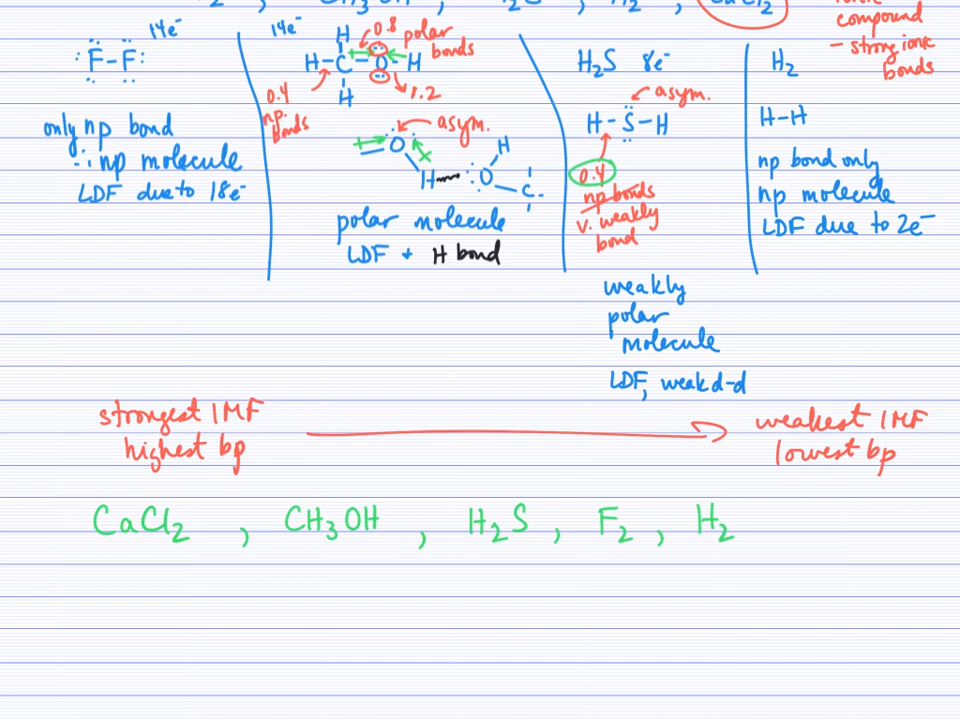 CaCl2
compound
- strong ionic
bonds
14e-
:F-F:
only np bond
∴ np molecule
LDF due to 18e-
14e-
H
0.8 polar
bonds
H-C-O-H
H
0.4
np.
bonds
1.2
asym.
O
H
H
:O
C
polar molecule
LDF + H bond
H2S 8e-
asym.
H-S-H
0.4
np bonds
v. weakly
bond
weakly
polar
molecule
LDF, weak d-d
H2
H-H
np bond only
np molecule
LDF due to 2e-
strongest IMF
highest bp
weakest IMF
lowest bp
CaCl2 , CH3OH , H2S , F2 , H2